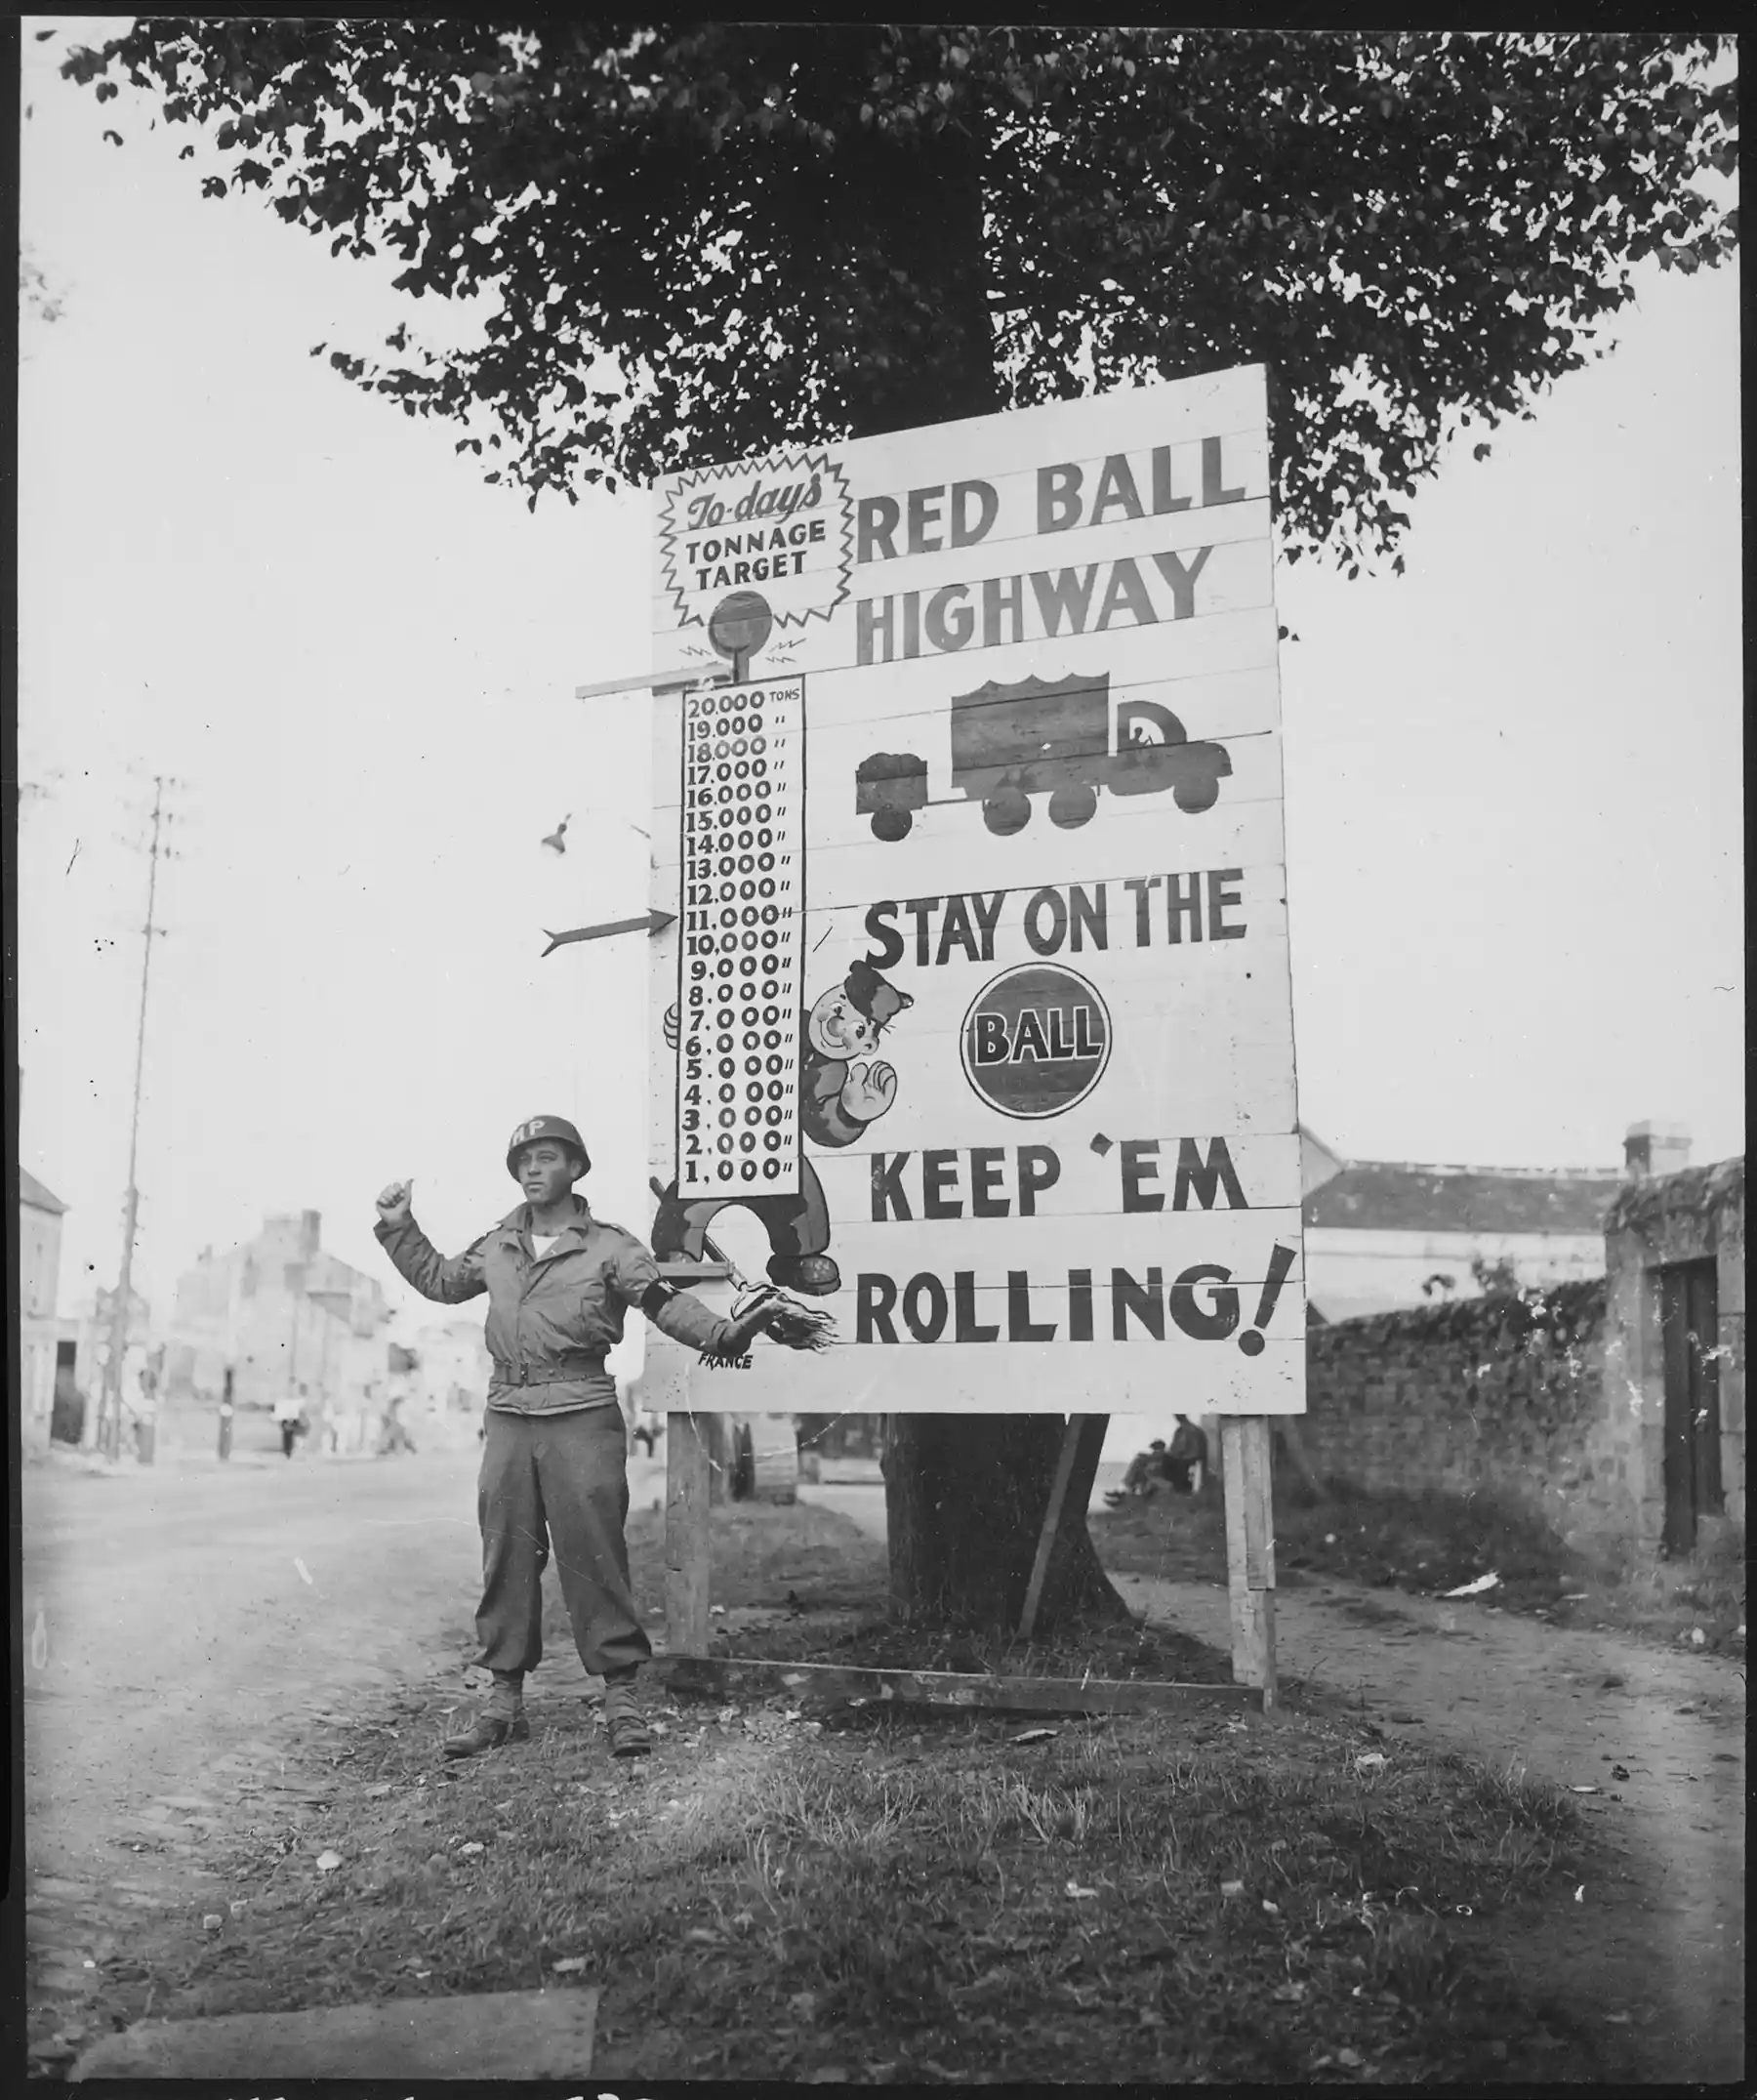 To-day's
TONNAGE
TARGET
RED BALL
HIGHWAY
20.000 TONS
19.000 "
18.000 "
17.000 "
16.000 "
15.000 "
14.000 "
13.000 "
12.000 "
11.000 "
10,000 "
9,000 "
8,000 "
7,000 "
6,000 "
5.000 "
4,000 "
3,000 "
2,000 "
1,000 "
STAY ON THE
BALL
KEEP 'EM
ROLLING!
FRANCE
MP